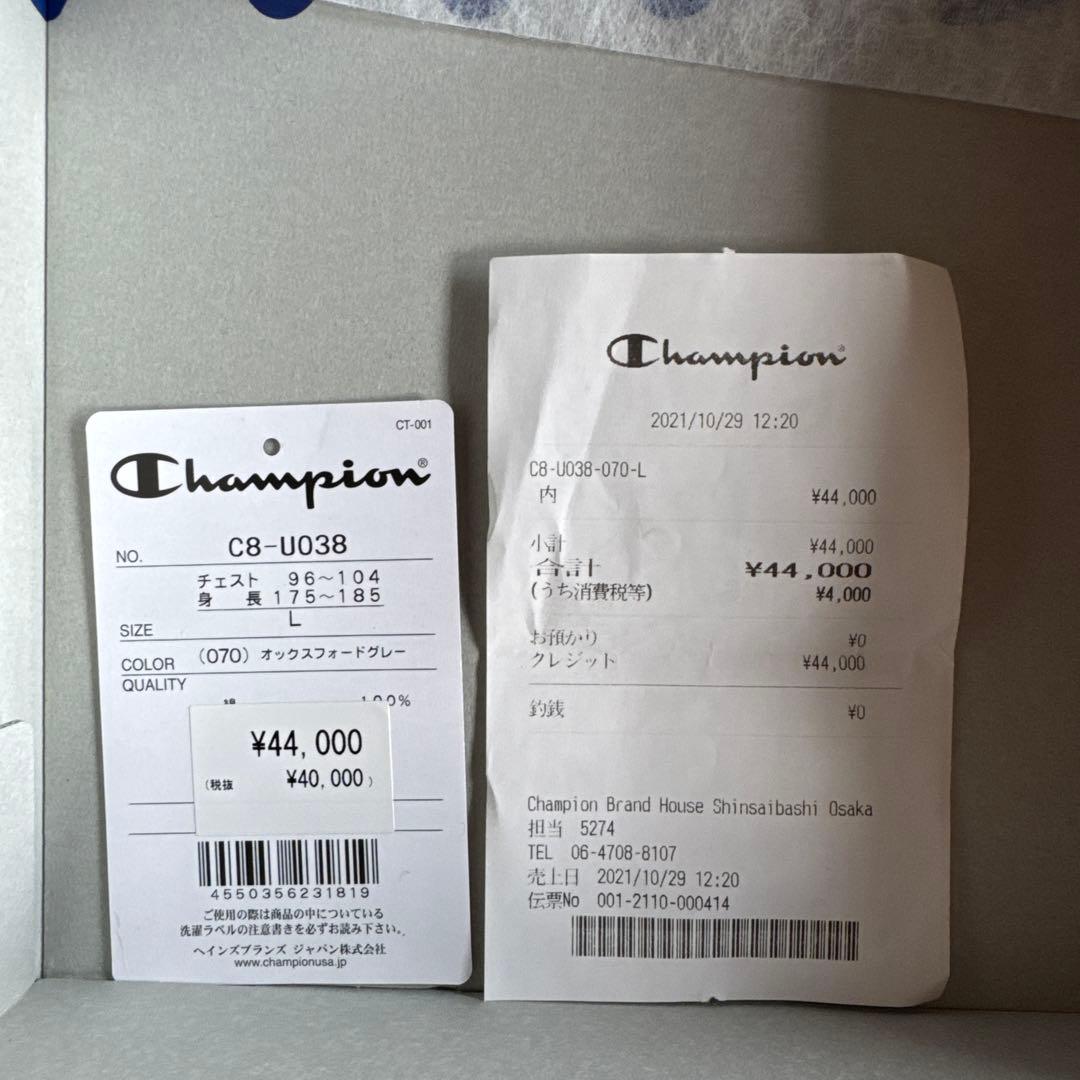 CT-001
Champion®
NO. C8-U038
チェスト 96～104
身 長 175～185
SIZE L
COLOR (070) オックスフォードグレー
QUALITY
100%
¥44,000
(税抜 ¥40,000)
4550356231819
ご使用の際は商品の中についている
洗濯ラベルの注意書きを必ずお読み下さい。
ヘインズブランズ ジャパン株式会社
www.championusa.jp
Champion®
2021/10/29 12:20
C8-U038-070-L
内 ¥44,000
小計 ¥44,000
合計 ¥44,000
(うち消費税等) ¥4,000
お預かり ¥0
クレジット ¥44,000
釣銭 ¥0
Champion Brand House Shinsaibashi Osaka
担当 5274
TEL 06-4708-8107
売上日 2021/10/29 12:20
伝票No 001-2110-000414